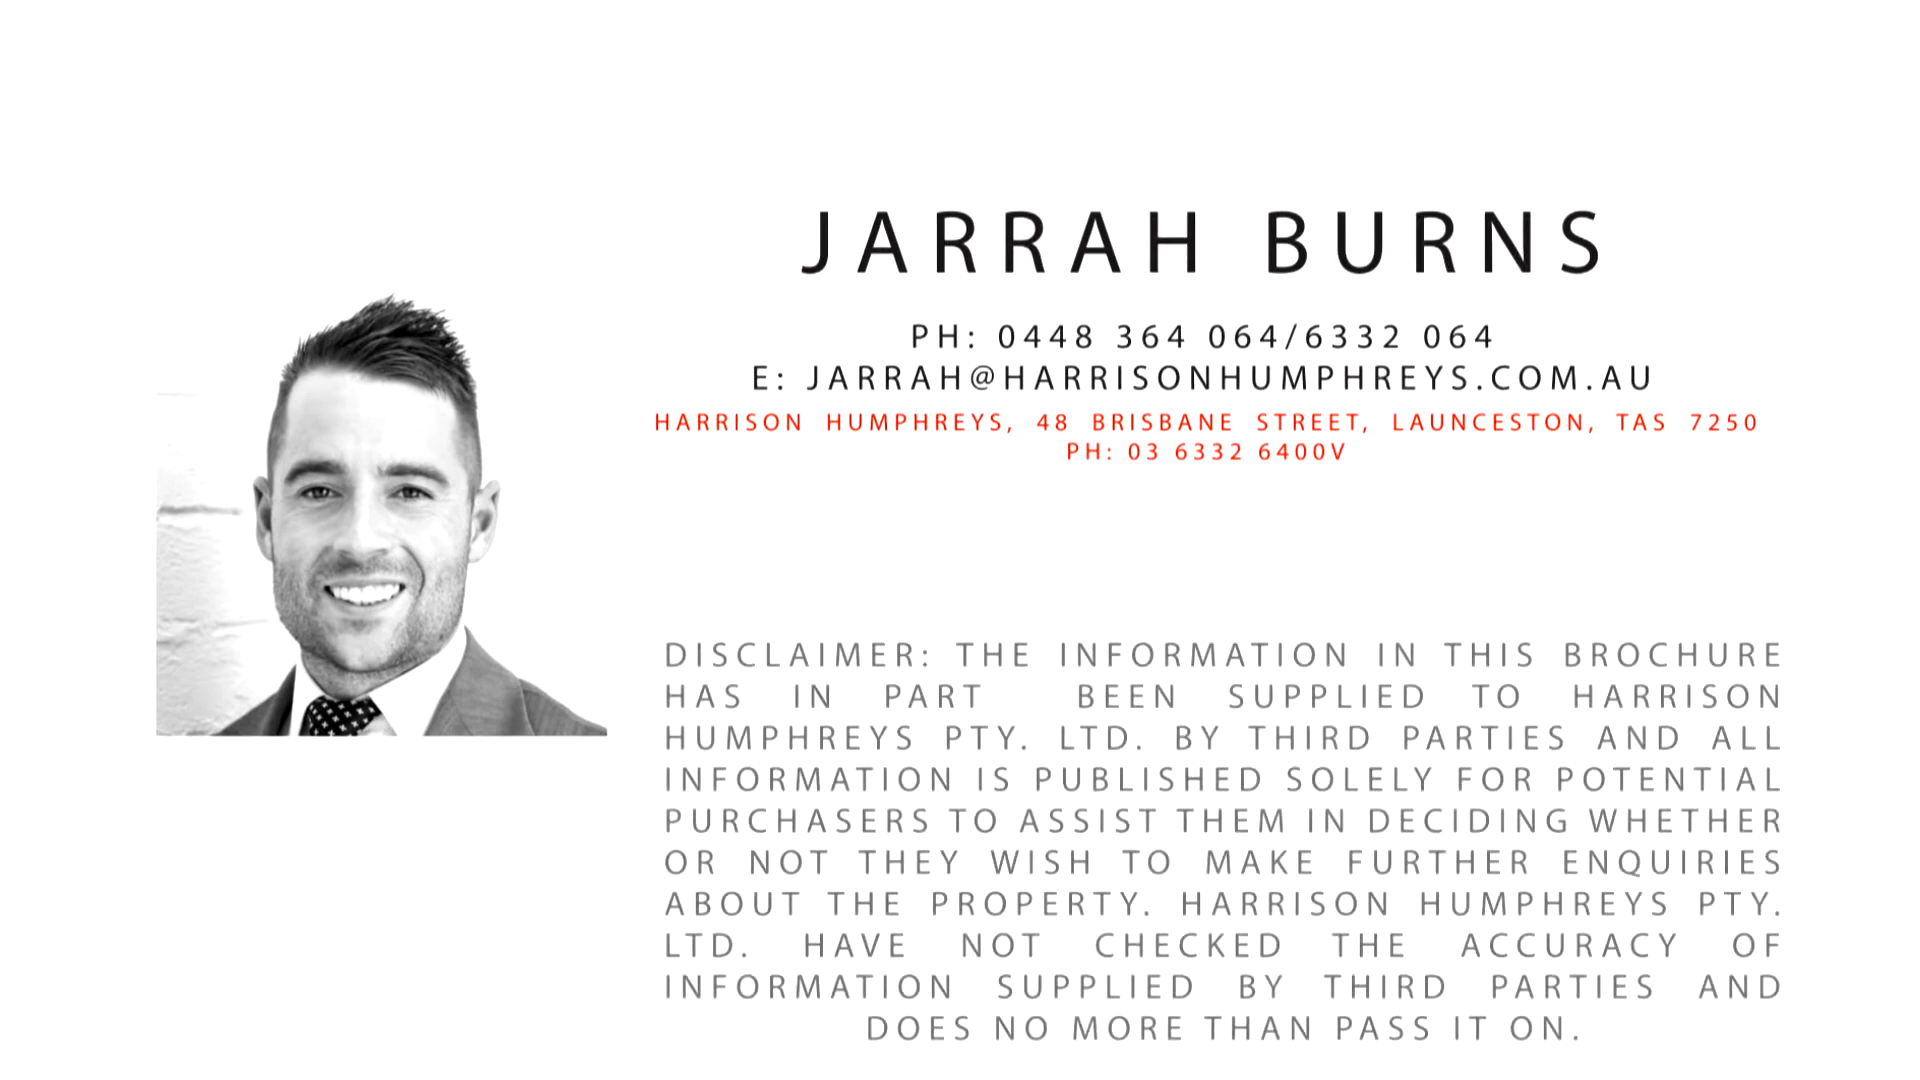 JARRAH BURNS
PH: 0448 364 064/6332 064
E: JARRAH@HARRISONHUMPHREYS.COM.AU
HARRISON HUMPHREYS, 48 BRISBANE STREET, LAUNCESTON, TAS 7250
PH: 03 6332 6400V
DISCLAIMER: THE INFORMATION IN THIS BROCHURE
HAS IN PART BEEN SUPPLIED TO HARRISON
HUMPHREYS PTY. LTD. BY THIRD PARTIES AND ALL
INFORMATION IS PUBLISHED SOLELY FOR POTENTIAL
PURCHASERS TO ASSIST THEM IN DECIDING WHETHER
OR NOT THEY WISH TO MAKE FURTHER ENQUIRIES
ABOUT THE PROPERTY. HARRISON HUMPHREYS PTY.
LTD. HAVE NOT CHECKED THE ACCURACY OF
INFORMATION SUPPLIED BY THIRD PARTIES AND
DOES NO MORE THAN PASS IT ON.